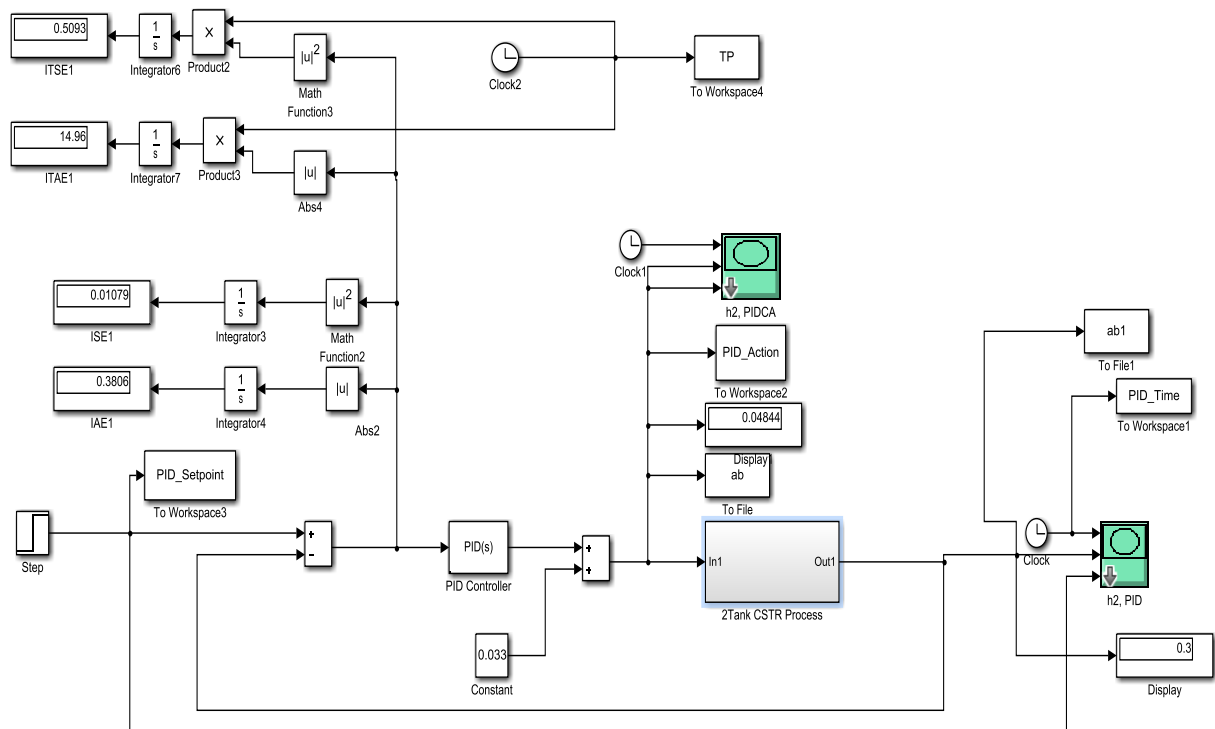 0.5093
ITSE1
1
s
Integrator6
X
Product2
|u|2
Math
Function3
Clock2
TP
To Workspace4
14.96
ITAE1
1
s
Integrator7
X
Product3
|u|
Abs4
Clock1
h2, PIDCA
0.01079
ISE1
1
s
Integrator3
|u|2
Math
Function2
PID_Action
To Workspace2
ab1
To File1
0.3806
IAE1
1
s
Integrator4
|u|
Abs2
PID_Time
To Workspace1
0.04844
Display1
ab
To File
PID_Setpoint
To Workspace3
Step
+
−
PID(s)
PID Controller
+
+
In1
Out1
2Tank CSTR Process
Clock
h2, PID
0.033
Constant
0.3
Display